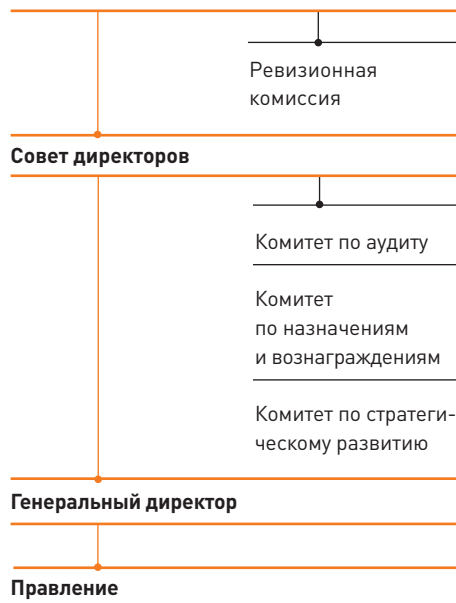 Ревизионная
комиссия
Совет директоров
Комитет по аудиту
Комитет
по назначениям
и вознаграждениям
Комитет по стратеги-
ческому развитию
Генеральный директор
Правление